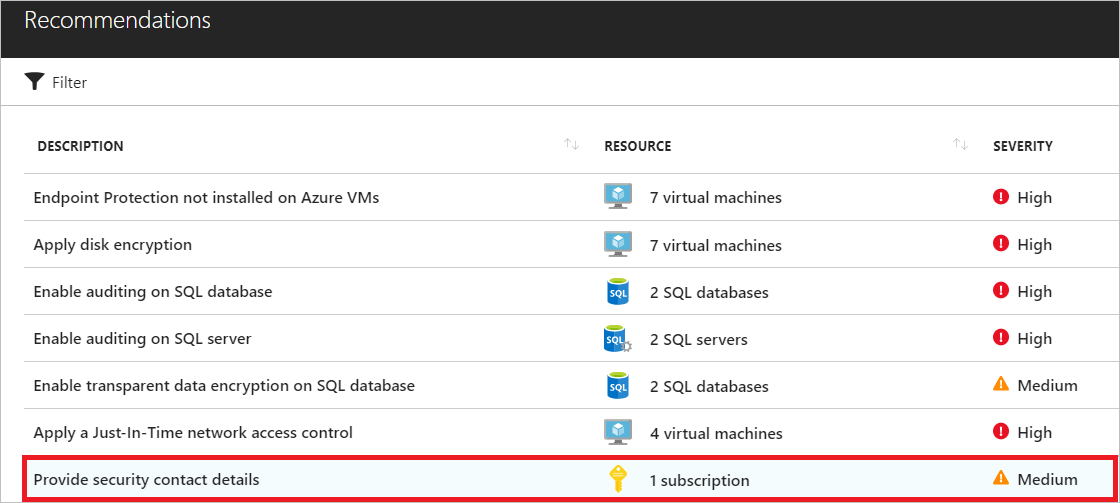 Recommendations
Filter
DESCRIPTION RESOURCE SEVERITY
Endpoint Protection not installed on Azure VMs 7 virtual machines High
Apply disk encryption 7 virtual machines High
Enable auditing on SQL database SQL 2 SQL databases High
Enable auditing on SQL server SQL 2 SQL servers High
Enable transparent data encryption on SQL database SQL 2 SQL databases Medium
Apply a Just-In-Time network access control 4 virtual machines High
Provide security contact details 1 subscription Medium